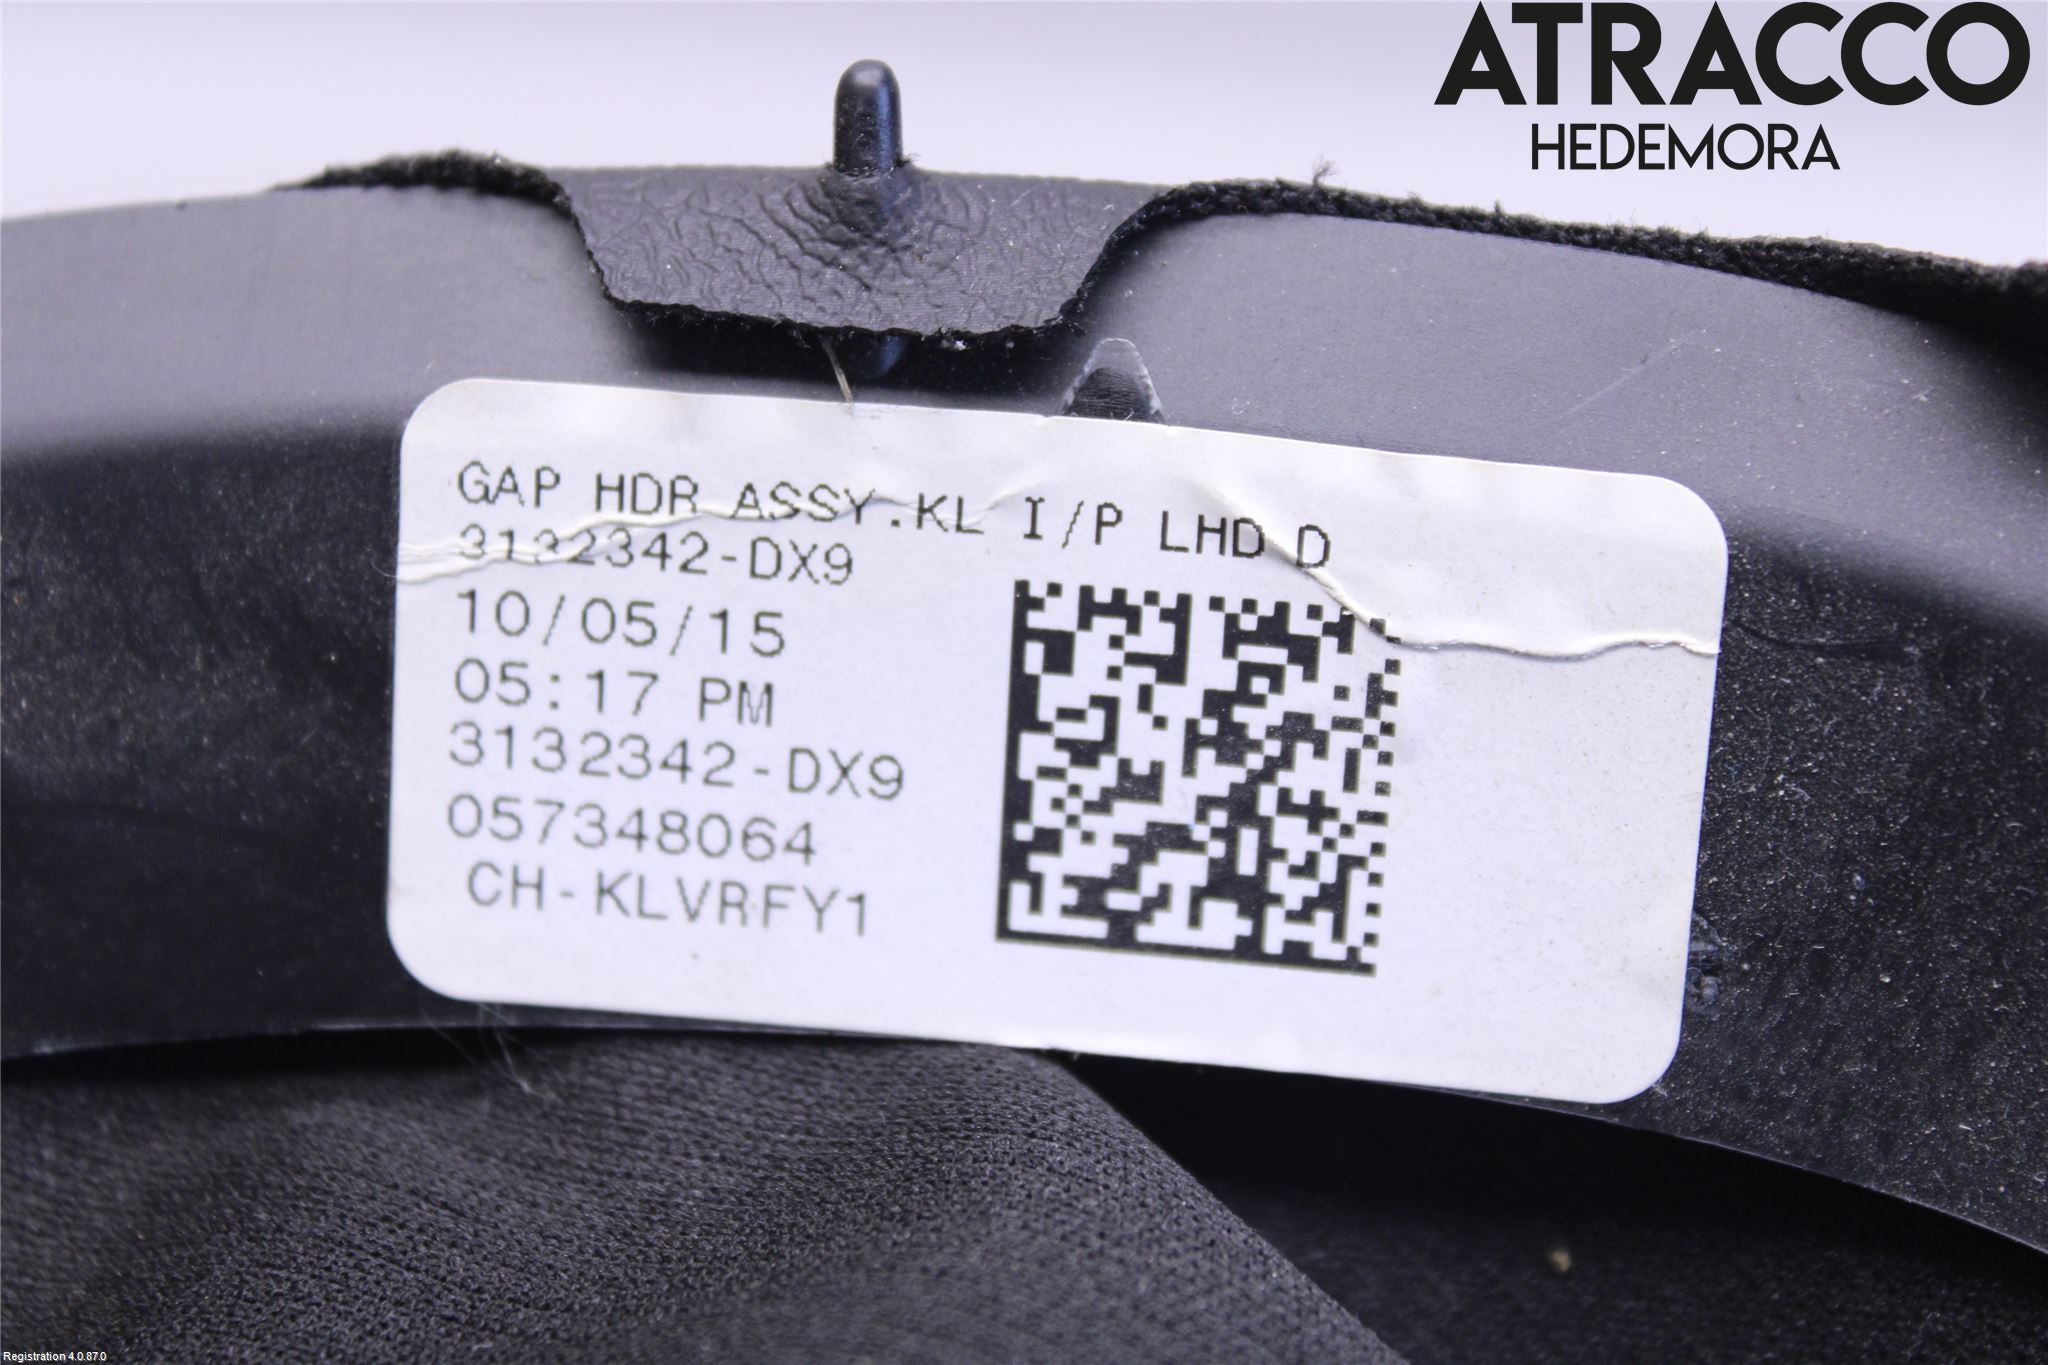 ATRACCO
HEDEMORA
GAP HDR ASSY.KL I/P LHD D
3132342-DX9
10/05/15
05:17 PM
3132342-DX9
057348064
CH-KLVRFY1
Registration 4.0.87.0